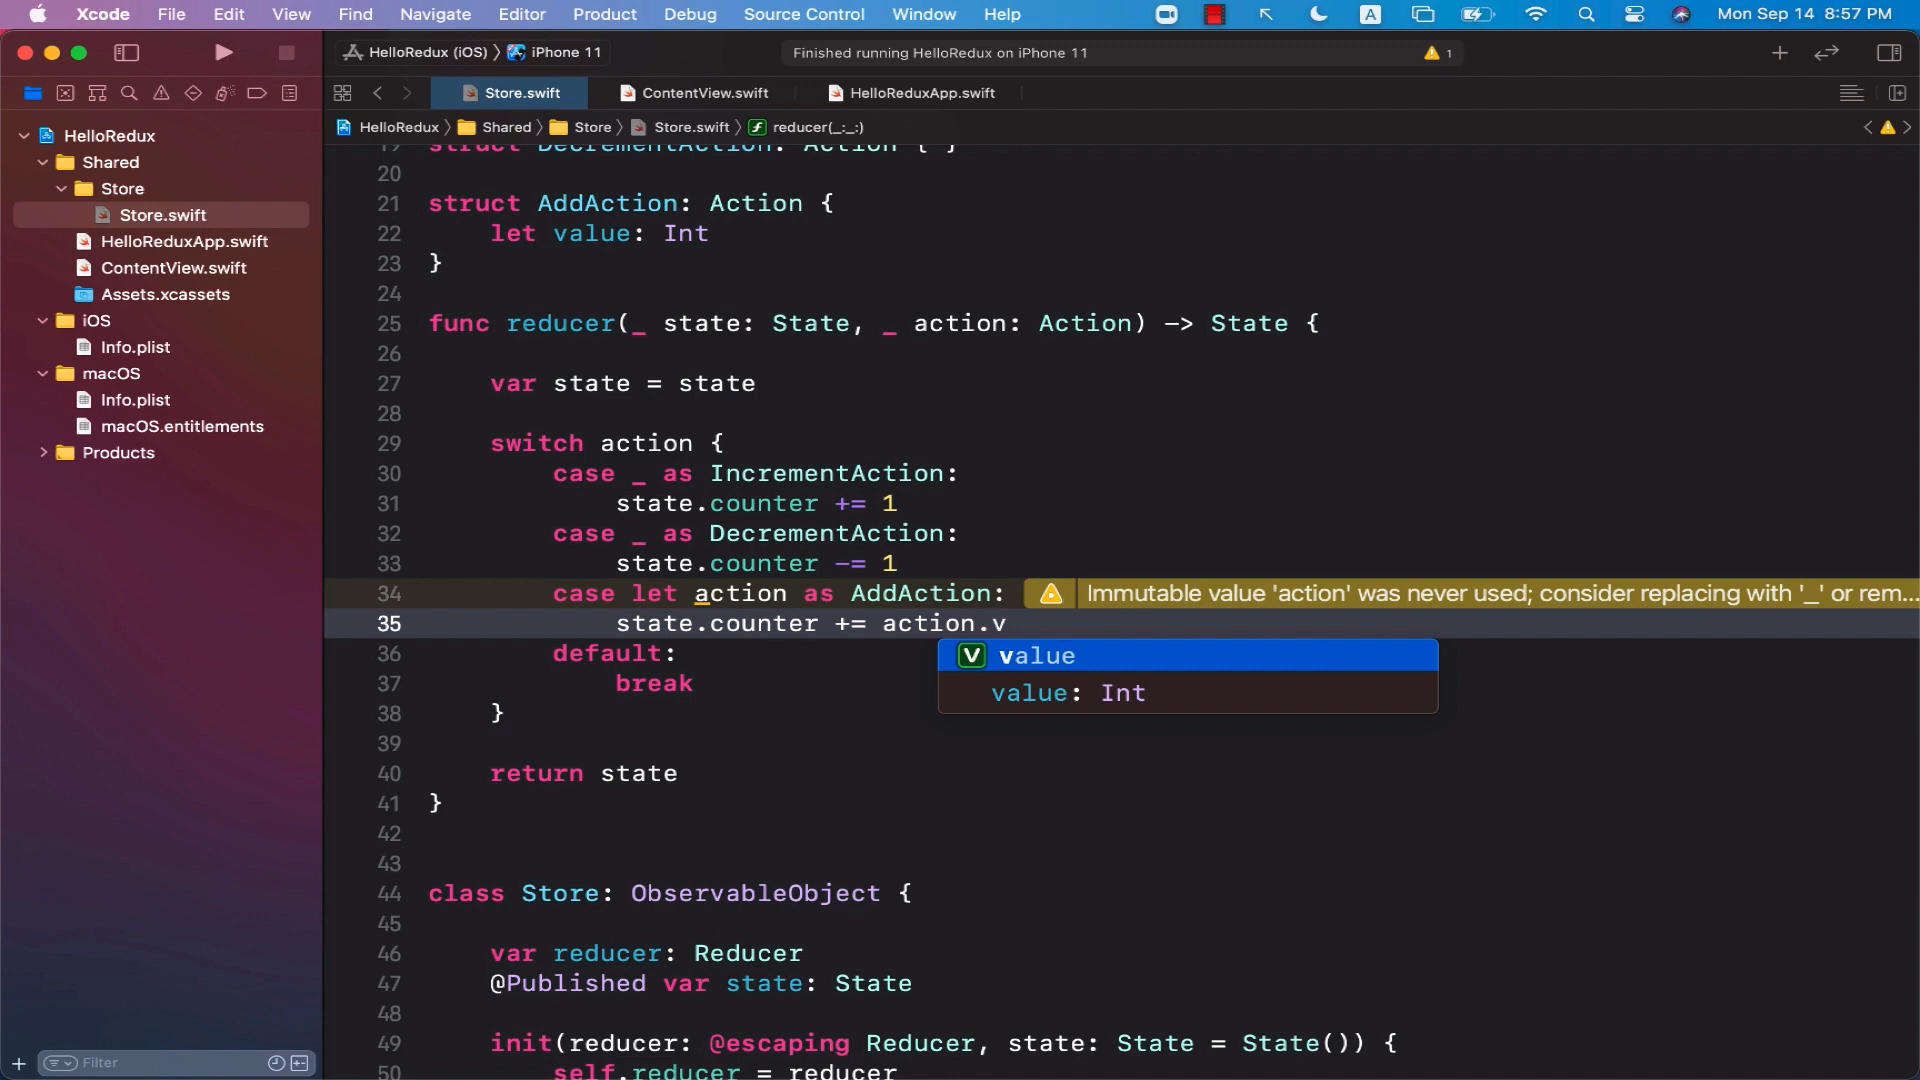 Xcode File Edit View Find Navigate Editor Product Debug Source Control Window Help A Mon Sep 14 8:57 PM
HelloRedux (iOS) iPhone 11 Finished running HelloRedux on iPhone 11 1
Store.swift ContentView.swift HelloReduxApp.swift
HelloRedux Shared Store Store.swift f reducer(_:_:)
HelloRedux
Shared
Store
Store.swift
HelloReduxApp.swift
ContentView.swift
Assets.xcassets
iOS
Info.plist
macOS
Info.plist
macOS.entitlements
Products
Filter
19 struct DecrementAction: Action { }
20
21 struct AddAction: Action {
22 let value: Int
23 }
24
25 func reducer(_ state: State, _ action: Action) -> State {
26
27 var state = state
28
29 switch action {
30 case _ as IncrementAction:
31 state.counter += 1
32 case _ as DecrementAction:
33 state.counter -= 1
34 case let action as AddAction: Immutable value 'action' was never used; consider replacing with '_' or rem...
35 state.counter += action.v
V value
value: Int
36 default:
37 break
38 }
39
40 return state
41 }
42
43
44 class Store: ObservableObject {
45
46 var reducer: Reducer
47 @Published var state: State
48
49 init(reducer: @escaping Reducer, state: State = State()) {
50 self.reducer = reducer